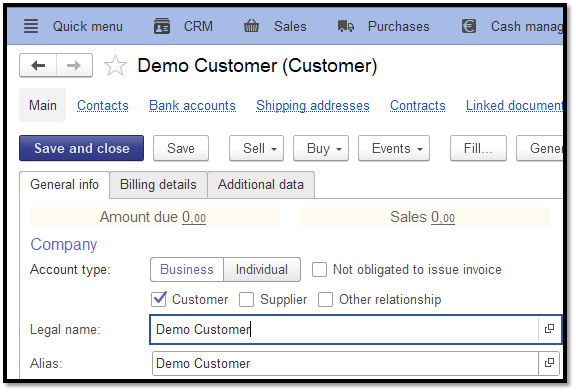 Quick menu CRM Sales Purchases Cash manag
Demo Customer (Customer)
Main Contacts Bank accounts Shipping addresses Contracts Linked document
Save and close Save Sell Buy Events Fill... Gene
General info Billing details Additional data
Amount due 0,00 Sales 0,00
Company
Account type: Business Individual Not obligated to issue invoice
Customer Supplier Other relationship
Legal name: Demo Customer
Alias: Demo Customer